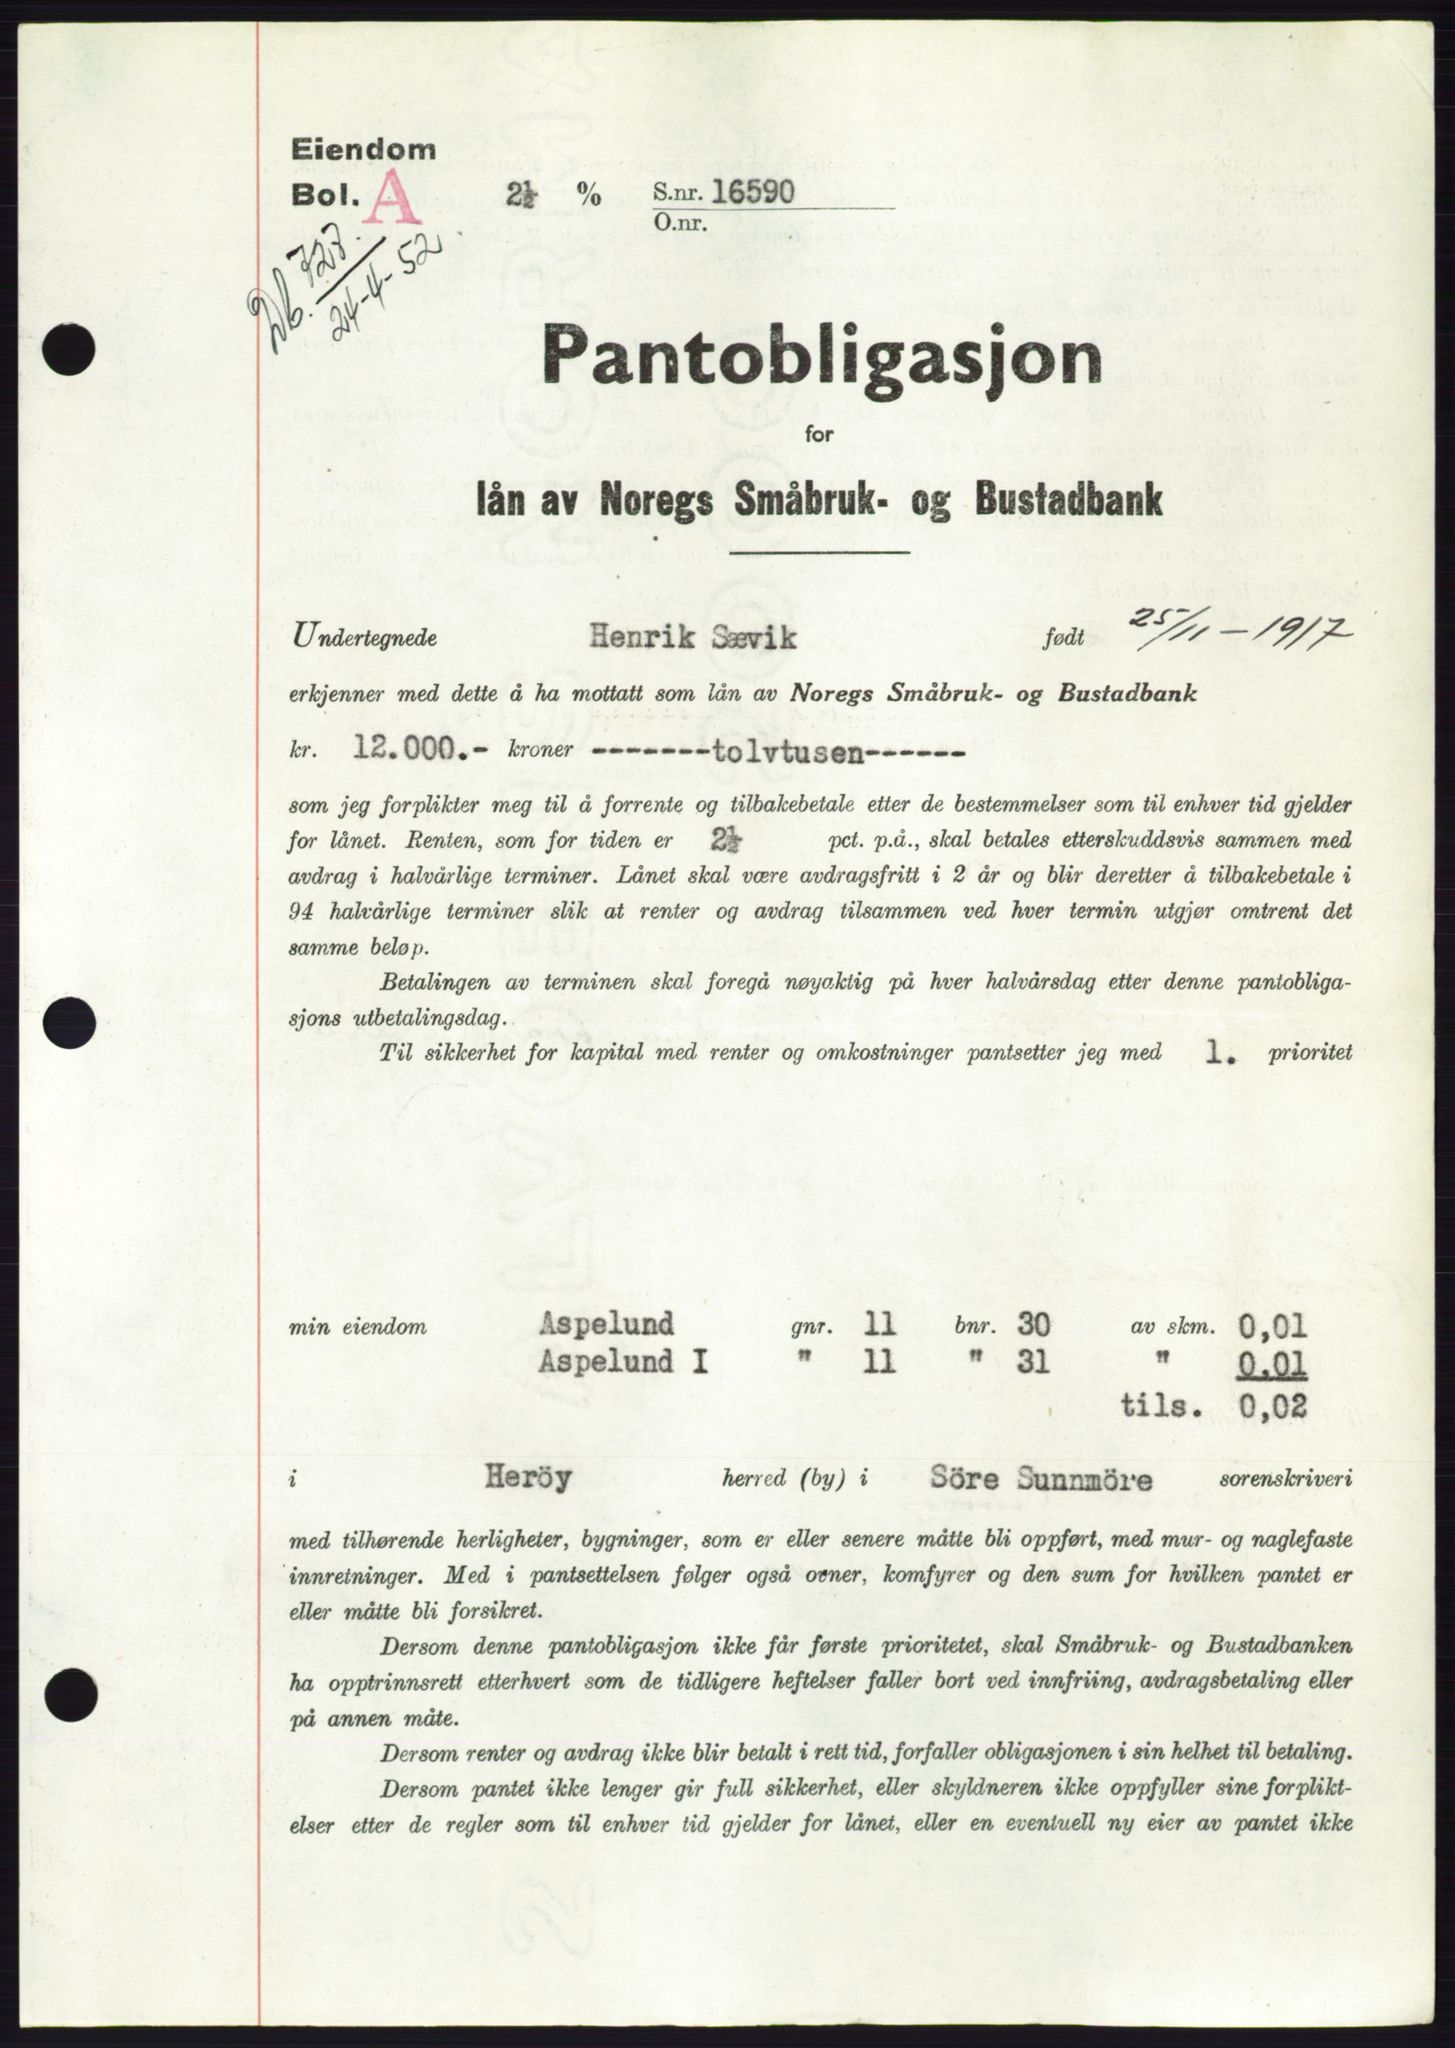 Eiendom
Bol. A 2½ % S.nr. 16590
O.nr.
Db. 727.
24-4-52
Pantobligasjon
for
lån av Noregs Småbruk- og Bustadbank
Undertegnede Henrik Sævik født 25/11 - 1917
erkjenner med dette å ha mottatt som lån av Noregs Småbruk- og Bustadbank
kr. 12.000.- kroner -------tolvtusen------
som jeg forplikter meg til å forrente og tilbakebetale etter de bestemmelser som til enhver tid gjelder
for lånet. Renten, som for tiden er 2½ pct. p.å., skal betales etterskuddsvis sammen med
avdrag i halvårlige terminer. Lånet skal være avdragsfritt i 2 år og blir deretter å tilbakebetale i
94 halvårlige terminer slik at renter og avdrag tilsammen ved hver termin utgjør omtrent det
samme beløp.
Betalingen av terminen skal foregå nøyaktig på hver halvårsdag etter denne pantobliga-
sjons utbetalingsdag.
Til sikkerhet for kapital med renter og omkostninger pantsetter jeg med 1. prioritet
min eiendom Aspelund gnr. 11 bnr. 30 av skm. 0,01
Aspelund I " 11 " 31 " 0.01
tils. 0,02
i Heröy herred (by) i Söre Sunnmöre sorenskriveri
med tilhørende herligheter, bygninger, som er eller senere måtte bli oppført, med mur- og naglefaste
innretninger. Med i pantsettelsen følger også ovner, komfyrer og den sum for hvilken pantet er
eller måtte bli forsikret.
Dersom denne pantobligasjon ikke får første prioritetet, skal Småbruk- og Bustadbanken
ha opptrinnsrett etterhvert som de tidligere heftelser faller bort ved innfriing, avdragsbetaling eller
på annen måte.
Dersom renter og avdrag ikke blir betalt i rett tid, forfaller obligasjonen i sin helhet til betaling.
Dersom pantet ikke lenger gir full sikkerhet, eller skyldneren ikke oppfyller sine forplikt-
elser etter de regler som til enhver tid gjelder for lånet, eller en eventuell ny eier av pantet ikke